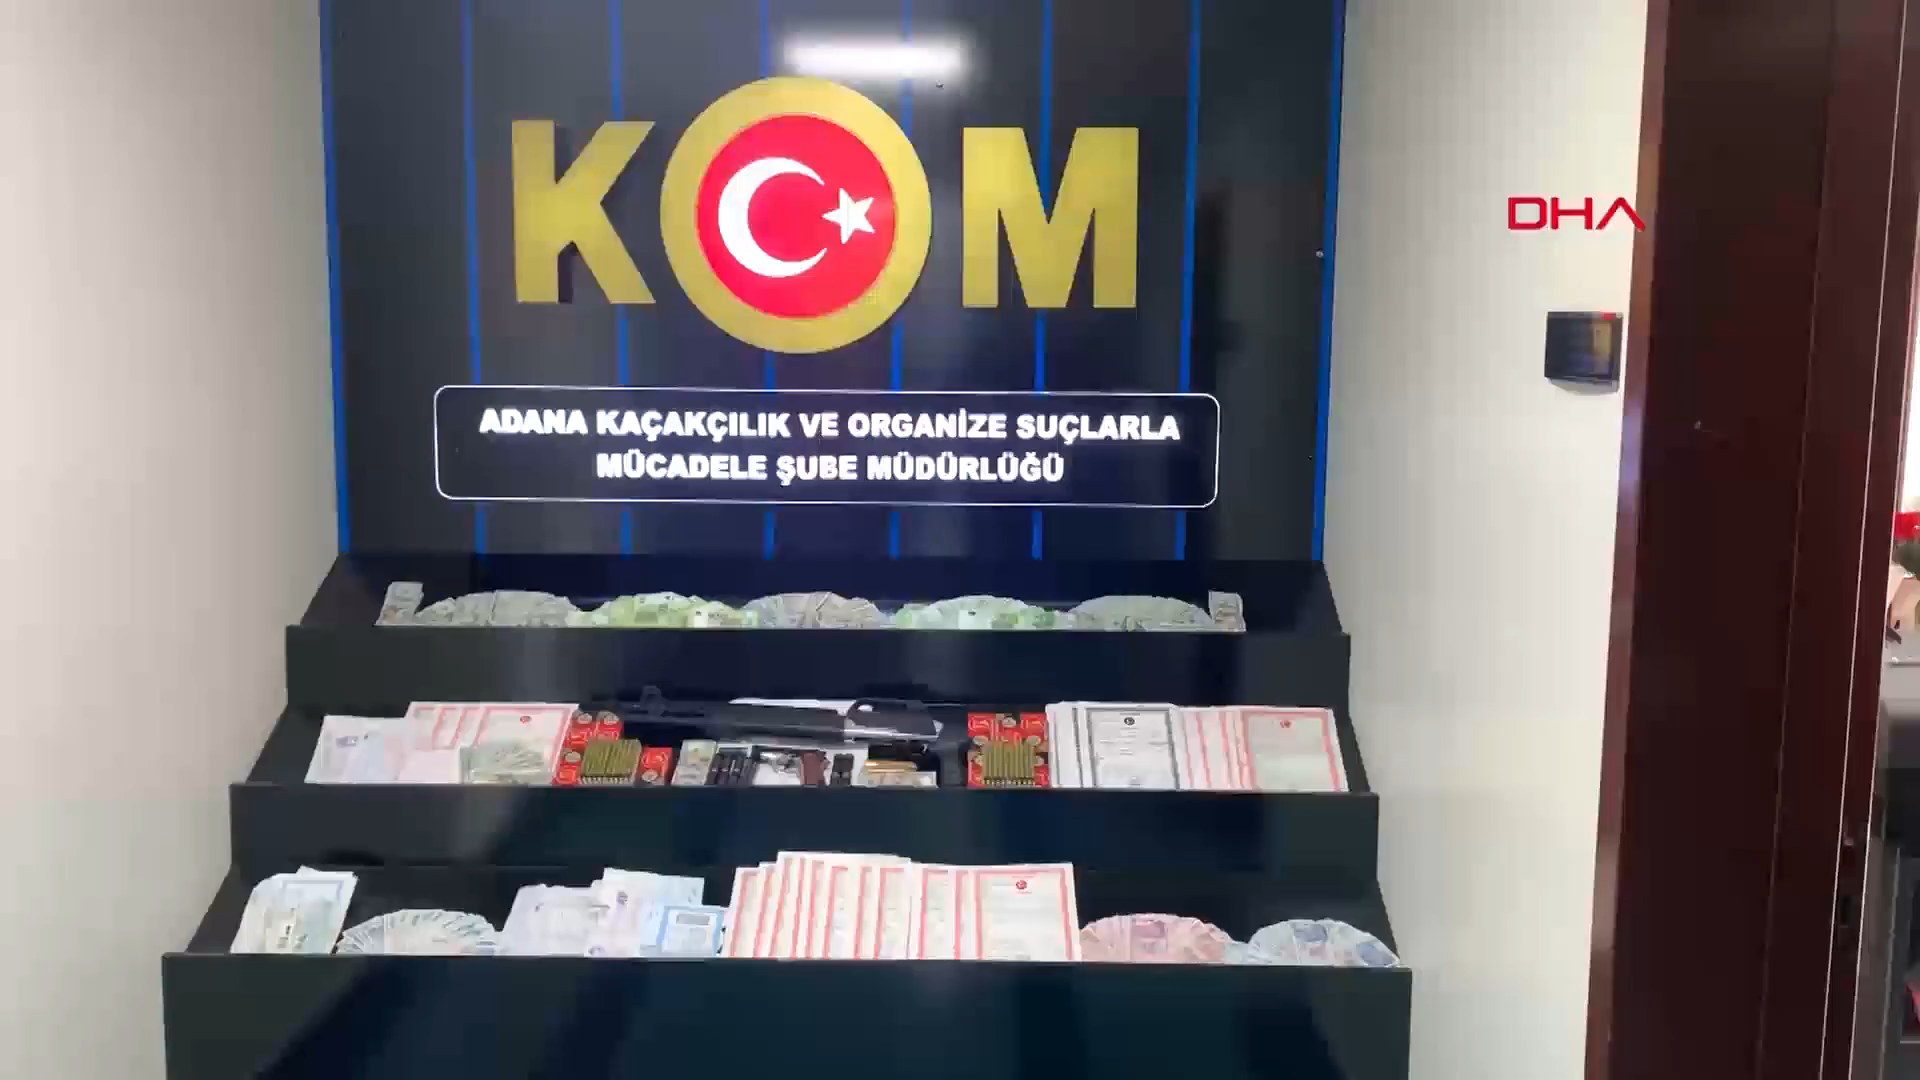 KOM
DHA
ADANA KAÇAKÇILIK VE ORGANİZE SUÇLARLA
MÜCADELE ŞUBE MÜDÜRLÜĞÜ